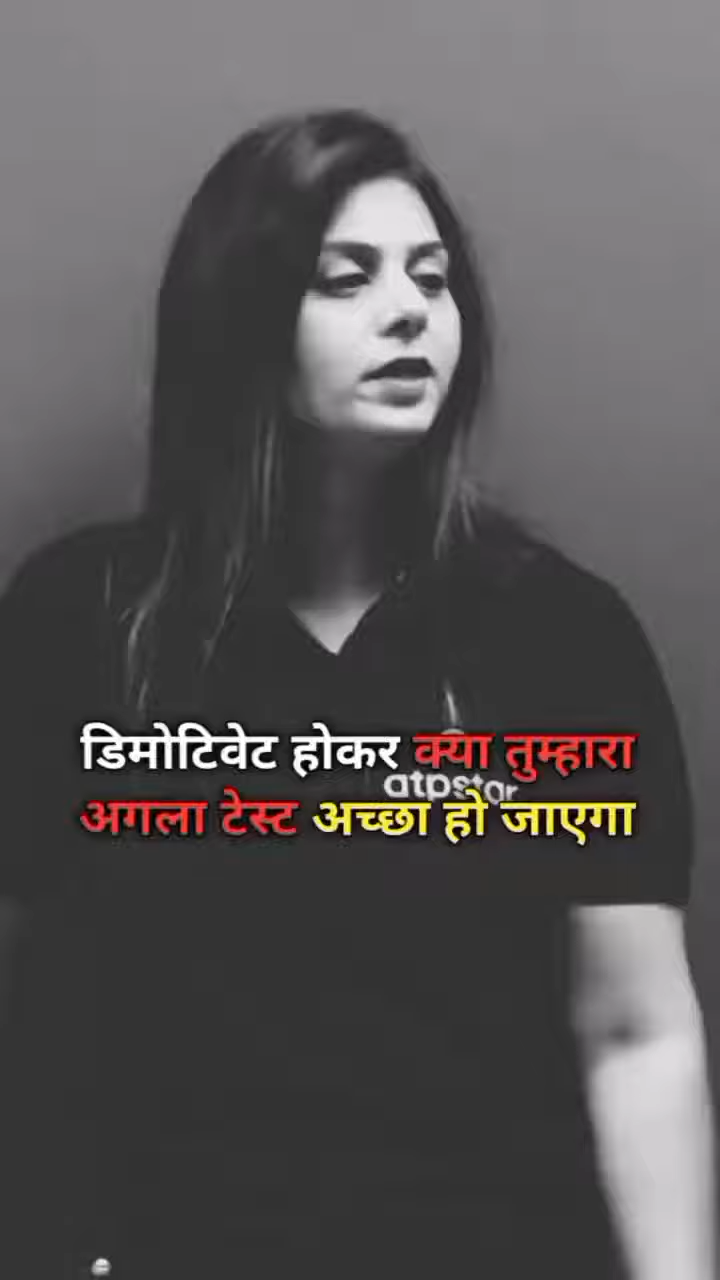 डिमोटिवेट होकर क्या तुम्हारा
atpstar
अगला टेस्ट अच्छा हो जाएगा